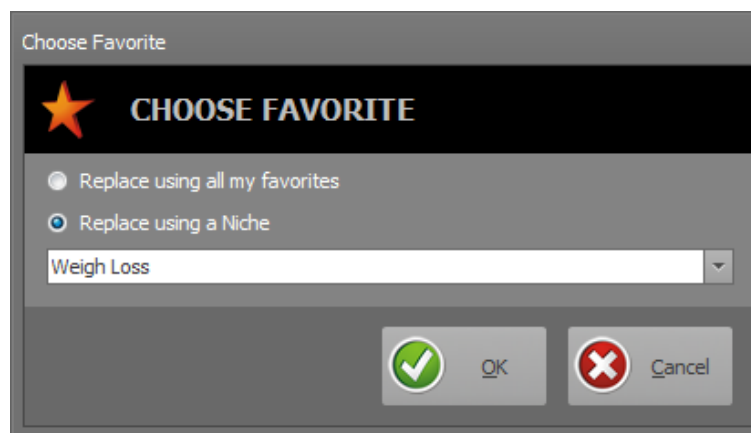 Choose Favorite
CHOOSE FAVORITE
Replace using all my favorites
Replace using a Niche
Weigh Loss
OK Cancel